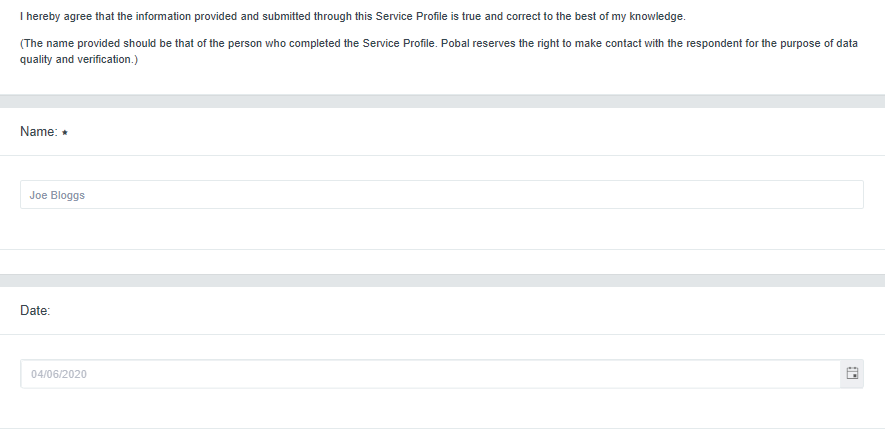 I hereby agree that the information provided and submitted through this Service Profile is true and correct to the best of my knowledge.
(The name provided should be that of the person who completed the Service Profile. Pobal reserves the right to make contact with the respondent for the purpose of data
quality and verification.)
Name: *
Joe Bloggs
Date:
04/06/2020